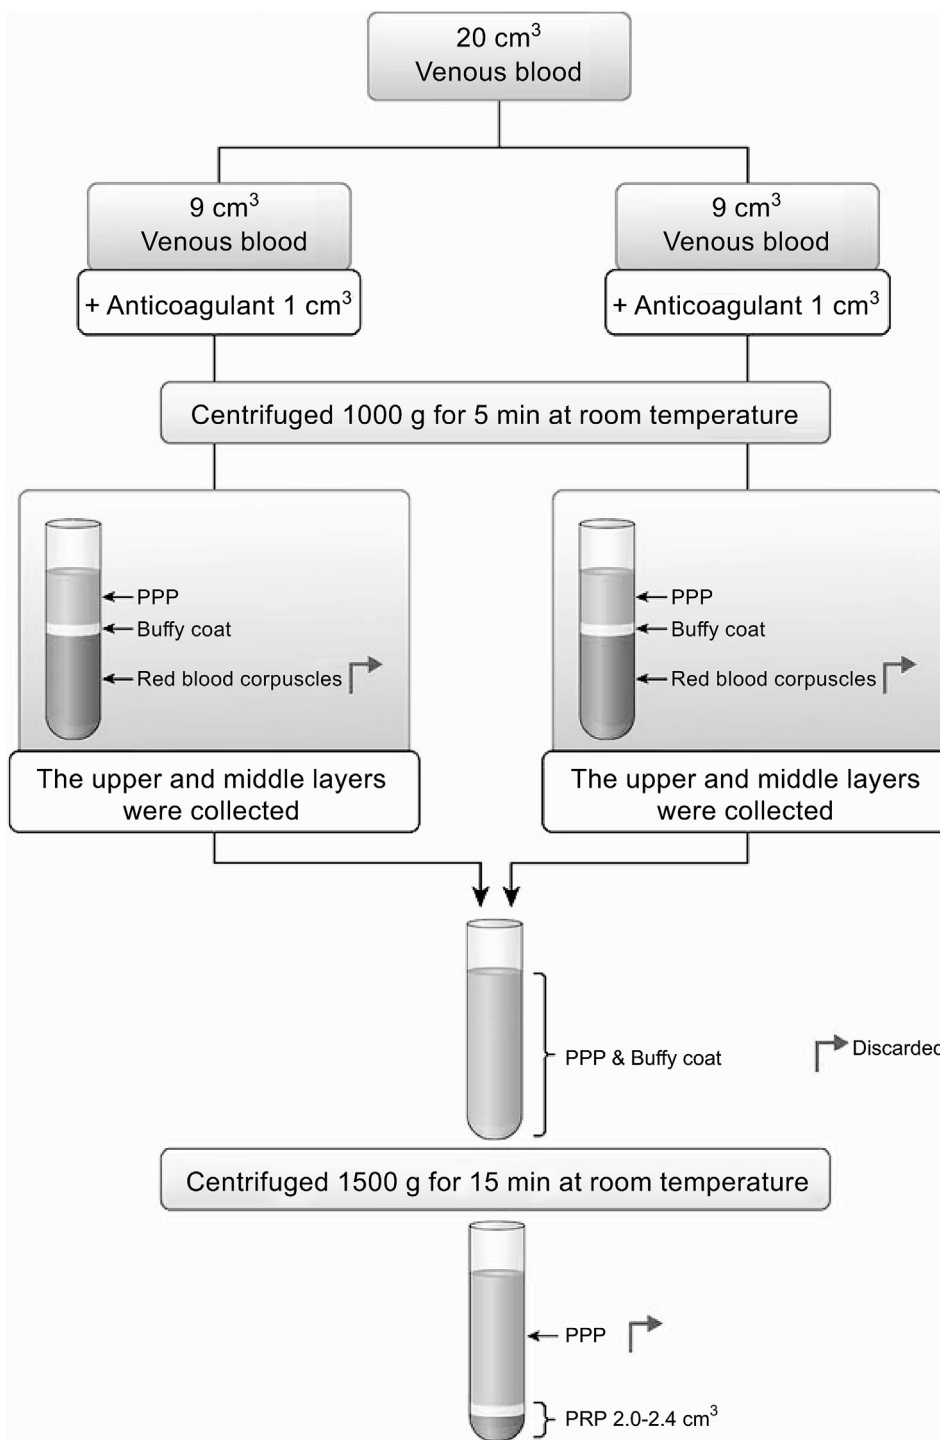 20 cm³
Venous blood
9 cm³
Venous blood
+ Anticoagulant 1 cm³
9 cm³
Venous blood
+ Anticoagulant 1 cm³
Centrifuged 1000 g for 5 min at room temperature
PPP
Buffy coat
Red blood corpuscles
The upper and middle layers
were collected
PPP
Buffy coat
Red blood corpuscles
The upper and middle layers
were collected
PPP & Buffy coat
Discarded
Centrifuged 1500 g for 15 min at room temperature
PPP
PRP 2.0-2.4 cm³